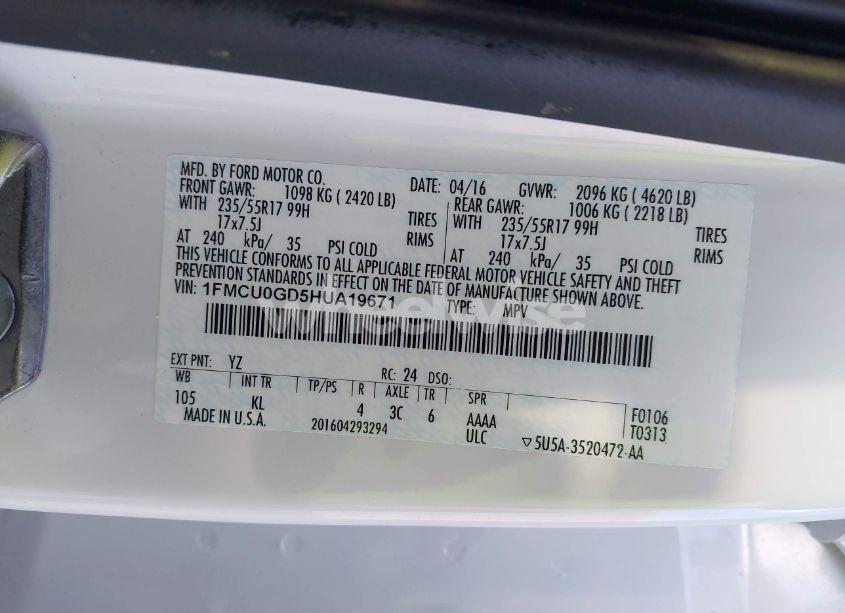 MFD. BY FORD MOTOR CO. DATE: 04/16 GVWR: 2096 KG ( 4620 LB)
FRONT GAWR: 1098 KG ( 2420 LB) REAR GAWR: 1006 KG ( 2218 LB)
WITH 235/55R17 99H TIRES WITH 235/55R17 99H TIRES
17x7.5J RIMS 17x7.5J RIMS
AT 240 kPa/ 35 PSI COLD AT 240 kPa/ 35 PSI COLD
THIS VEHICLE CONFORMS TO ALL APPLICABLE FEDERAL MOTOR VEHICLE SAFETY AND THEFT
PREVENTION STANDARDS IN EFFECT ON THE DATE OF MANUFACTURE SHOWN ABOVE.
VIN: 1FMCU0GD5HUA19671 TYPE: MPV
wheelwise
EXT PNT: YZ RC: 24 DSO:
WB INT TR TP/PS R AXLE TR SPR
105 KL 4 3C 6 AAAA F0106
MADE IN U.S.A. 201604293294 ULC ▽5U5A-3520472-AA T0313